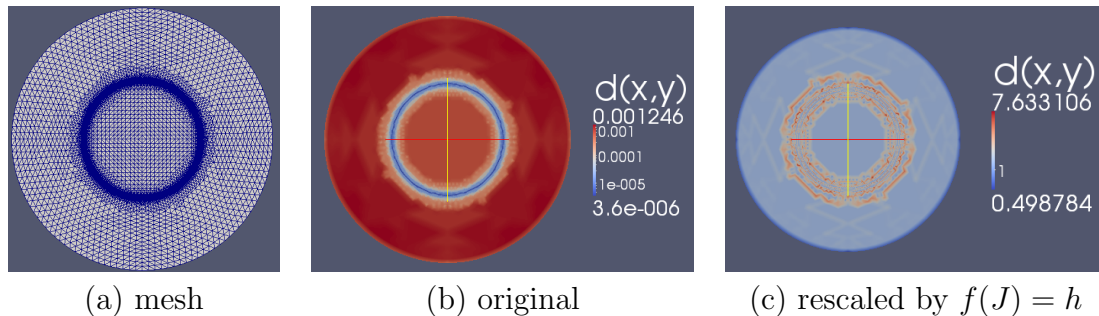 d(x,y)
0.001246
0.001
0.0001
1e-005
3.6e-006
d(x,y)
7.633106
1
0.498784
(a) mesh
(b) original
(c) rescaled by f(J) = h